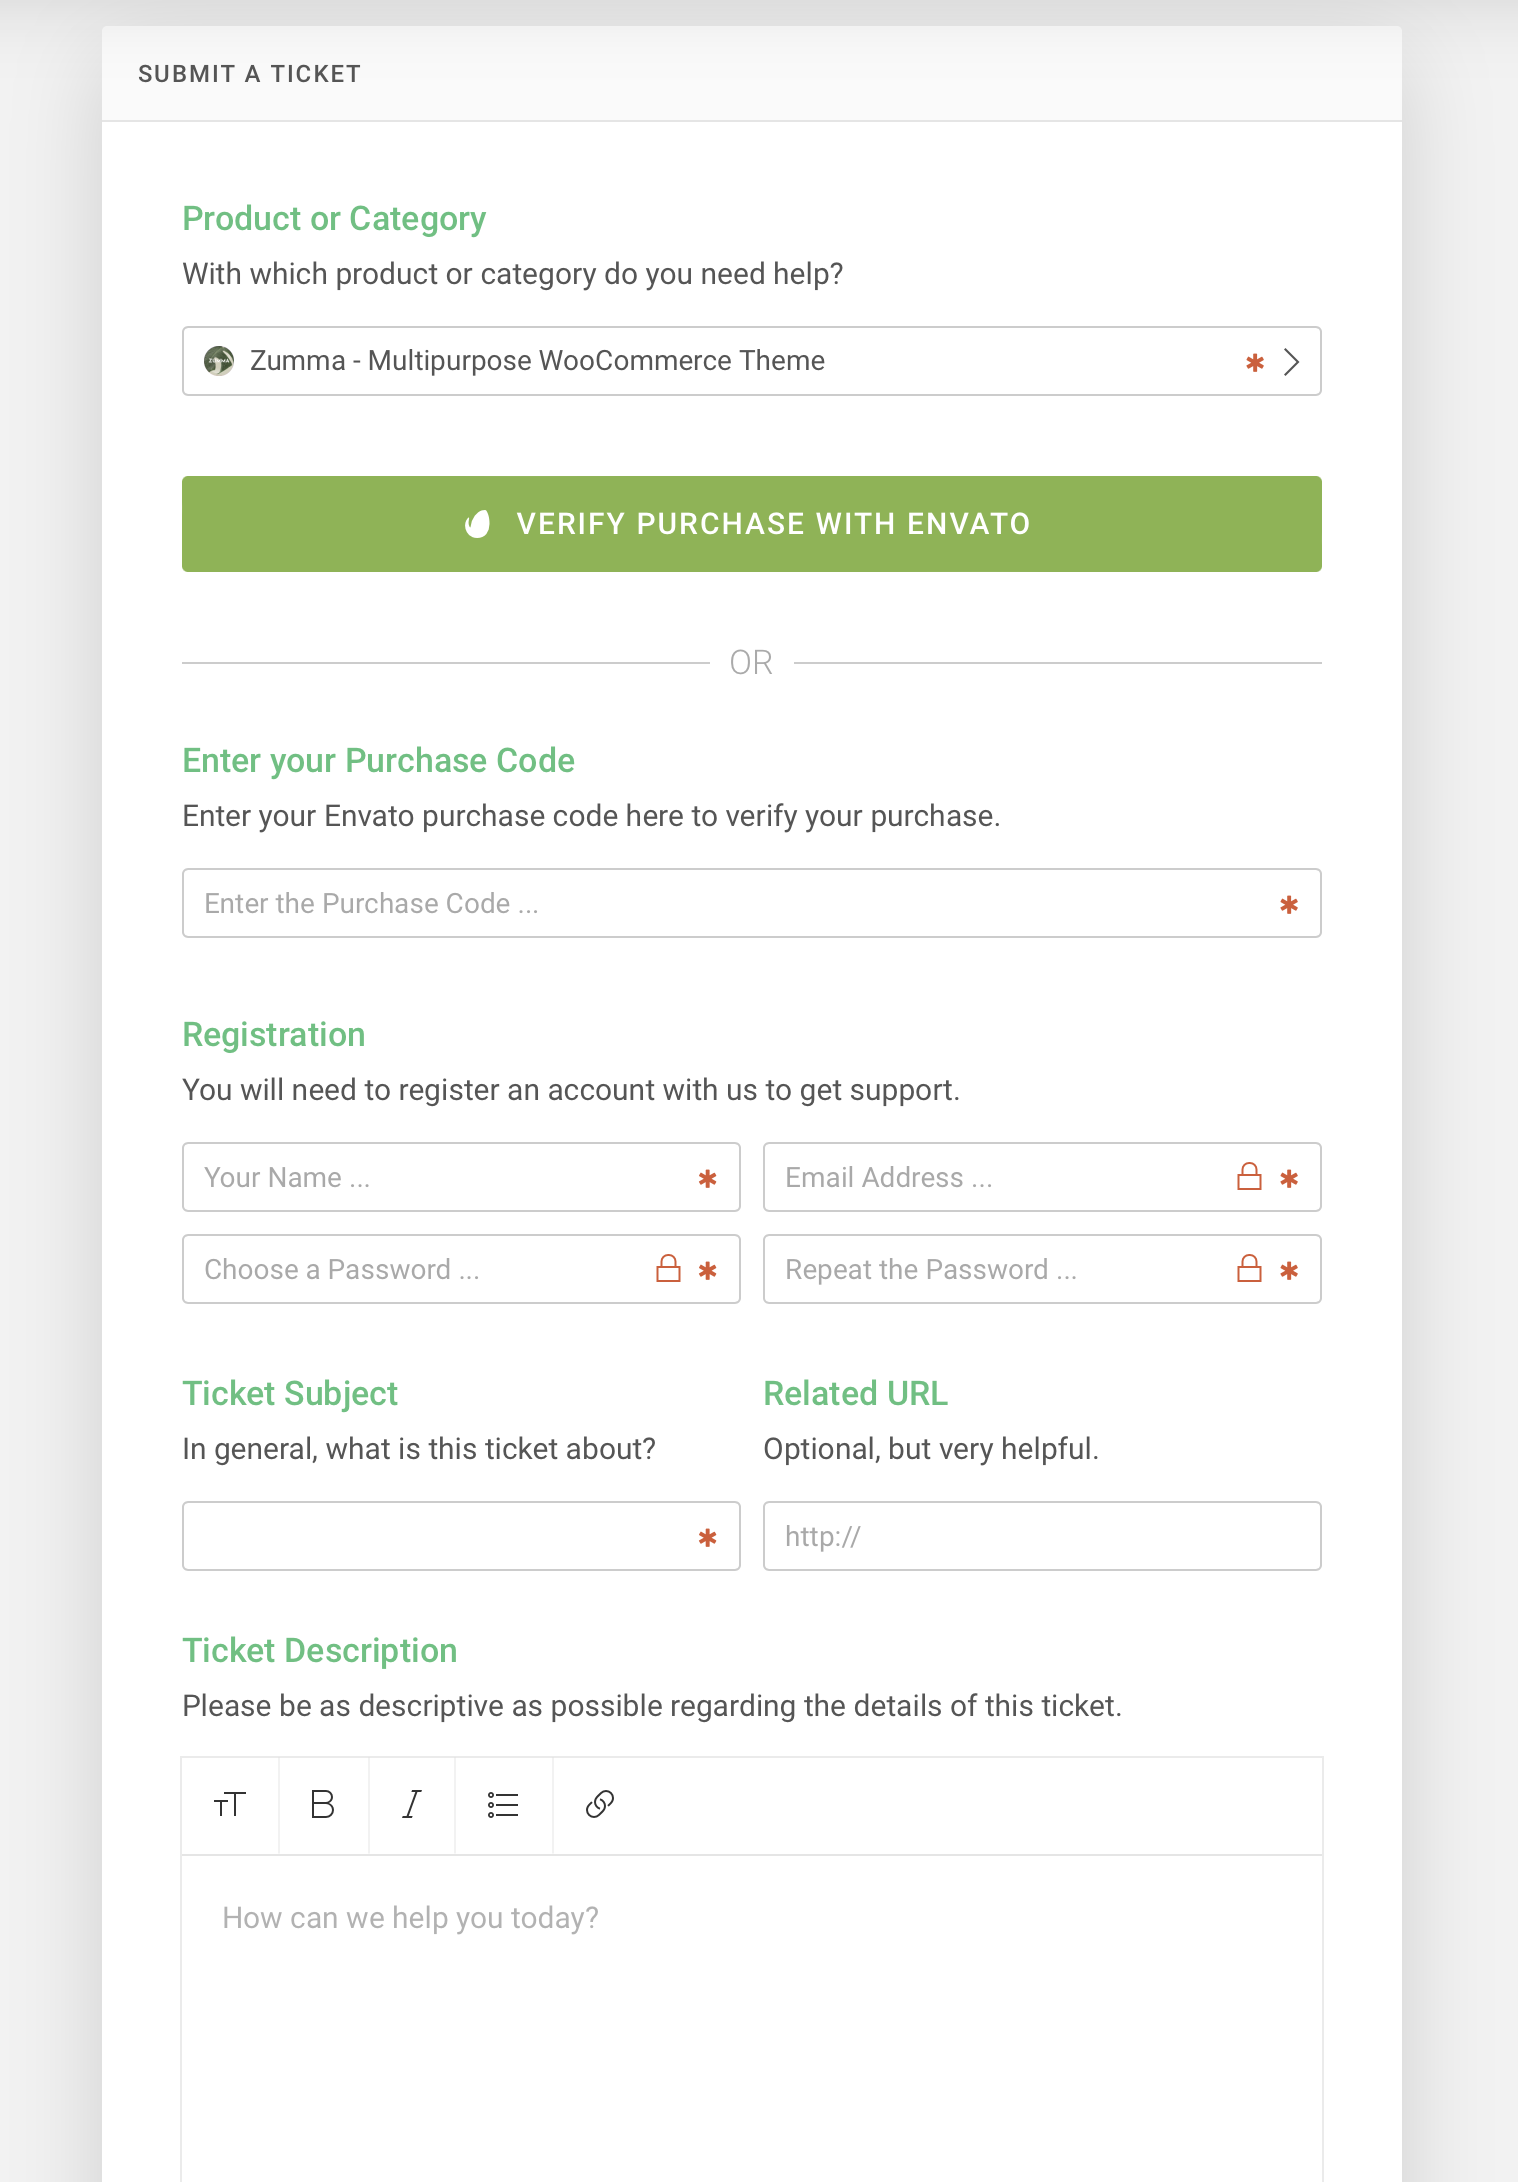 SUBMIT A TICKET
Product or Category
With which product or category do you need help?
Zumma - Multipurpose WooCommerce Theme *
VERIFY PURCHASE WITH ENVATO
OR
Enter your Purchase Code
Enter your Envato purchase code here to verify your purchase.
Enter the Purchase Code ... *
Registration
You will need to register an account with us to get support.
Your Name ... *
Email Address ... *
Choose a Password ... *
Repeat the Password ... *
Ticket Subject
In general, what is this ticket about?
*
Related URL
Optional, but very helpful.
http://
Ticket Description
Please be as descriptive as possible regarding the details of this ticket.
TT B I
How can we help you today?